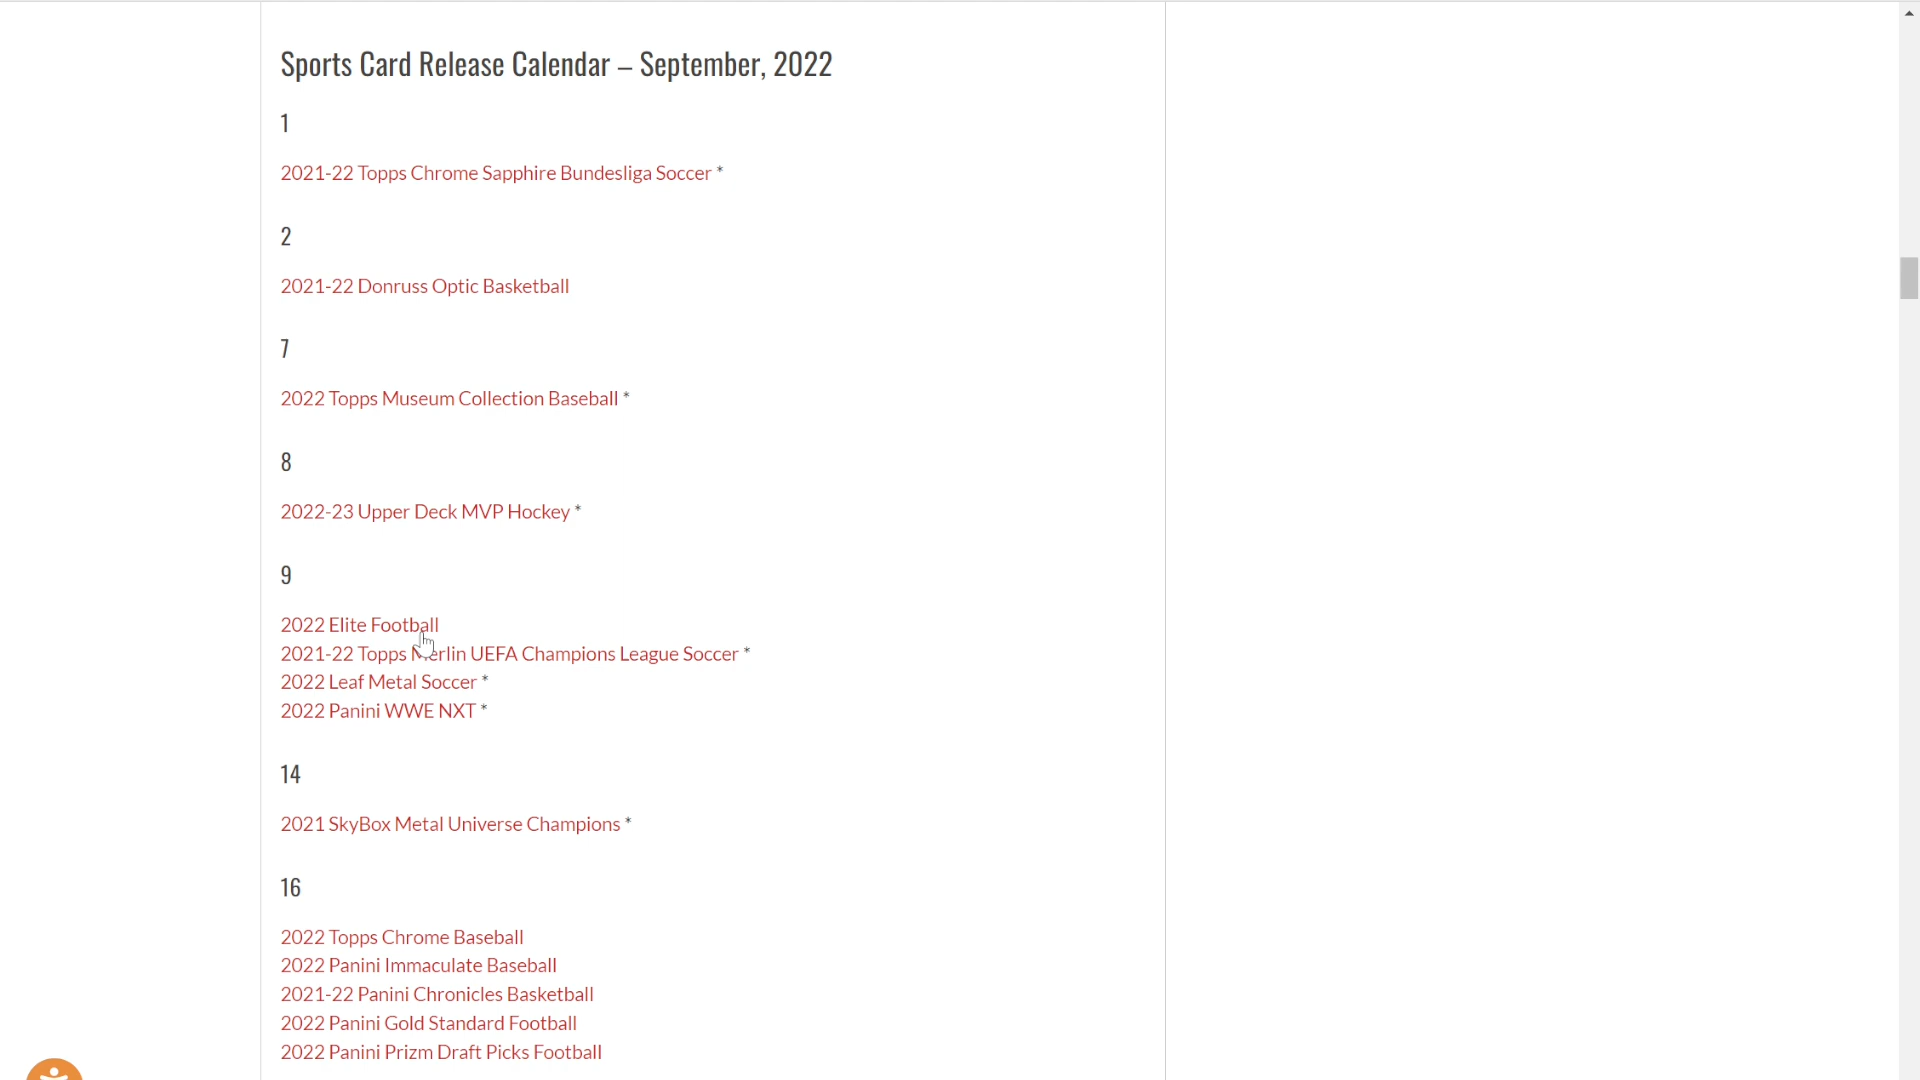 Sports Card Release Calendar – September, 2022
1
2021-22 Topps Chrome Sapphire Bundesliga Soccer *
2
2021-22 Donruss Optic Basketball
7
2022 Topps Museum Collection Baseball *
8
2022-23 Upper Deck MVP Hockey *
9
2022 Elite Football
2021-22 Topps Merlin UEFA Champions League Soccer *
2022 Leaf Metal Soccer *
2022 Panini WWE NXT *
14
2021 SkyBox Metal Universe Champions *
16
2022 Topps Chrome Baseball
2022 Panini Immaculate Baseball
2021-22 Panini Chronicles Basketball
2022 Panini Gold Standard Football
2022 Panini Prizm Draft Picks Football